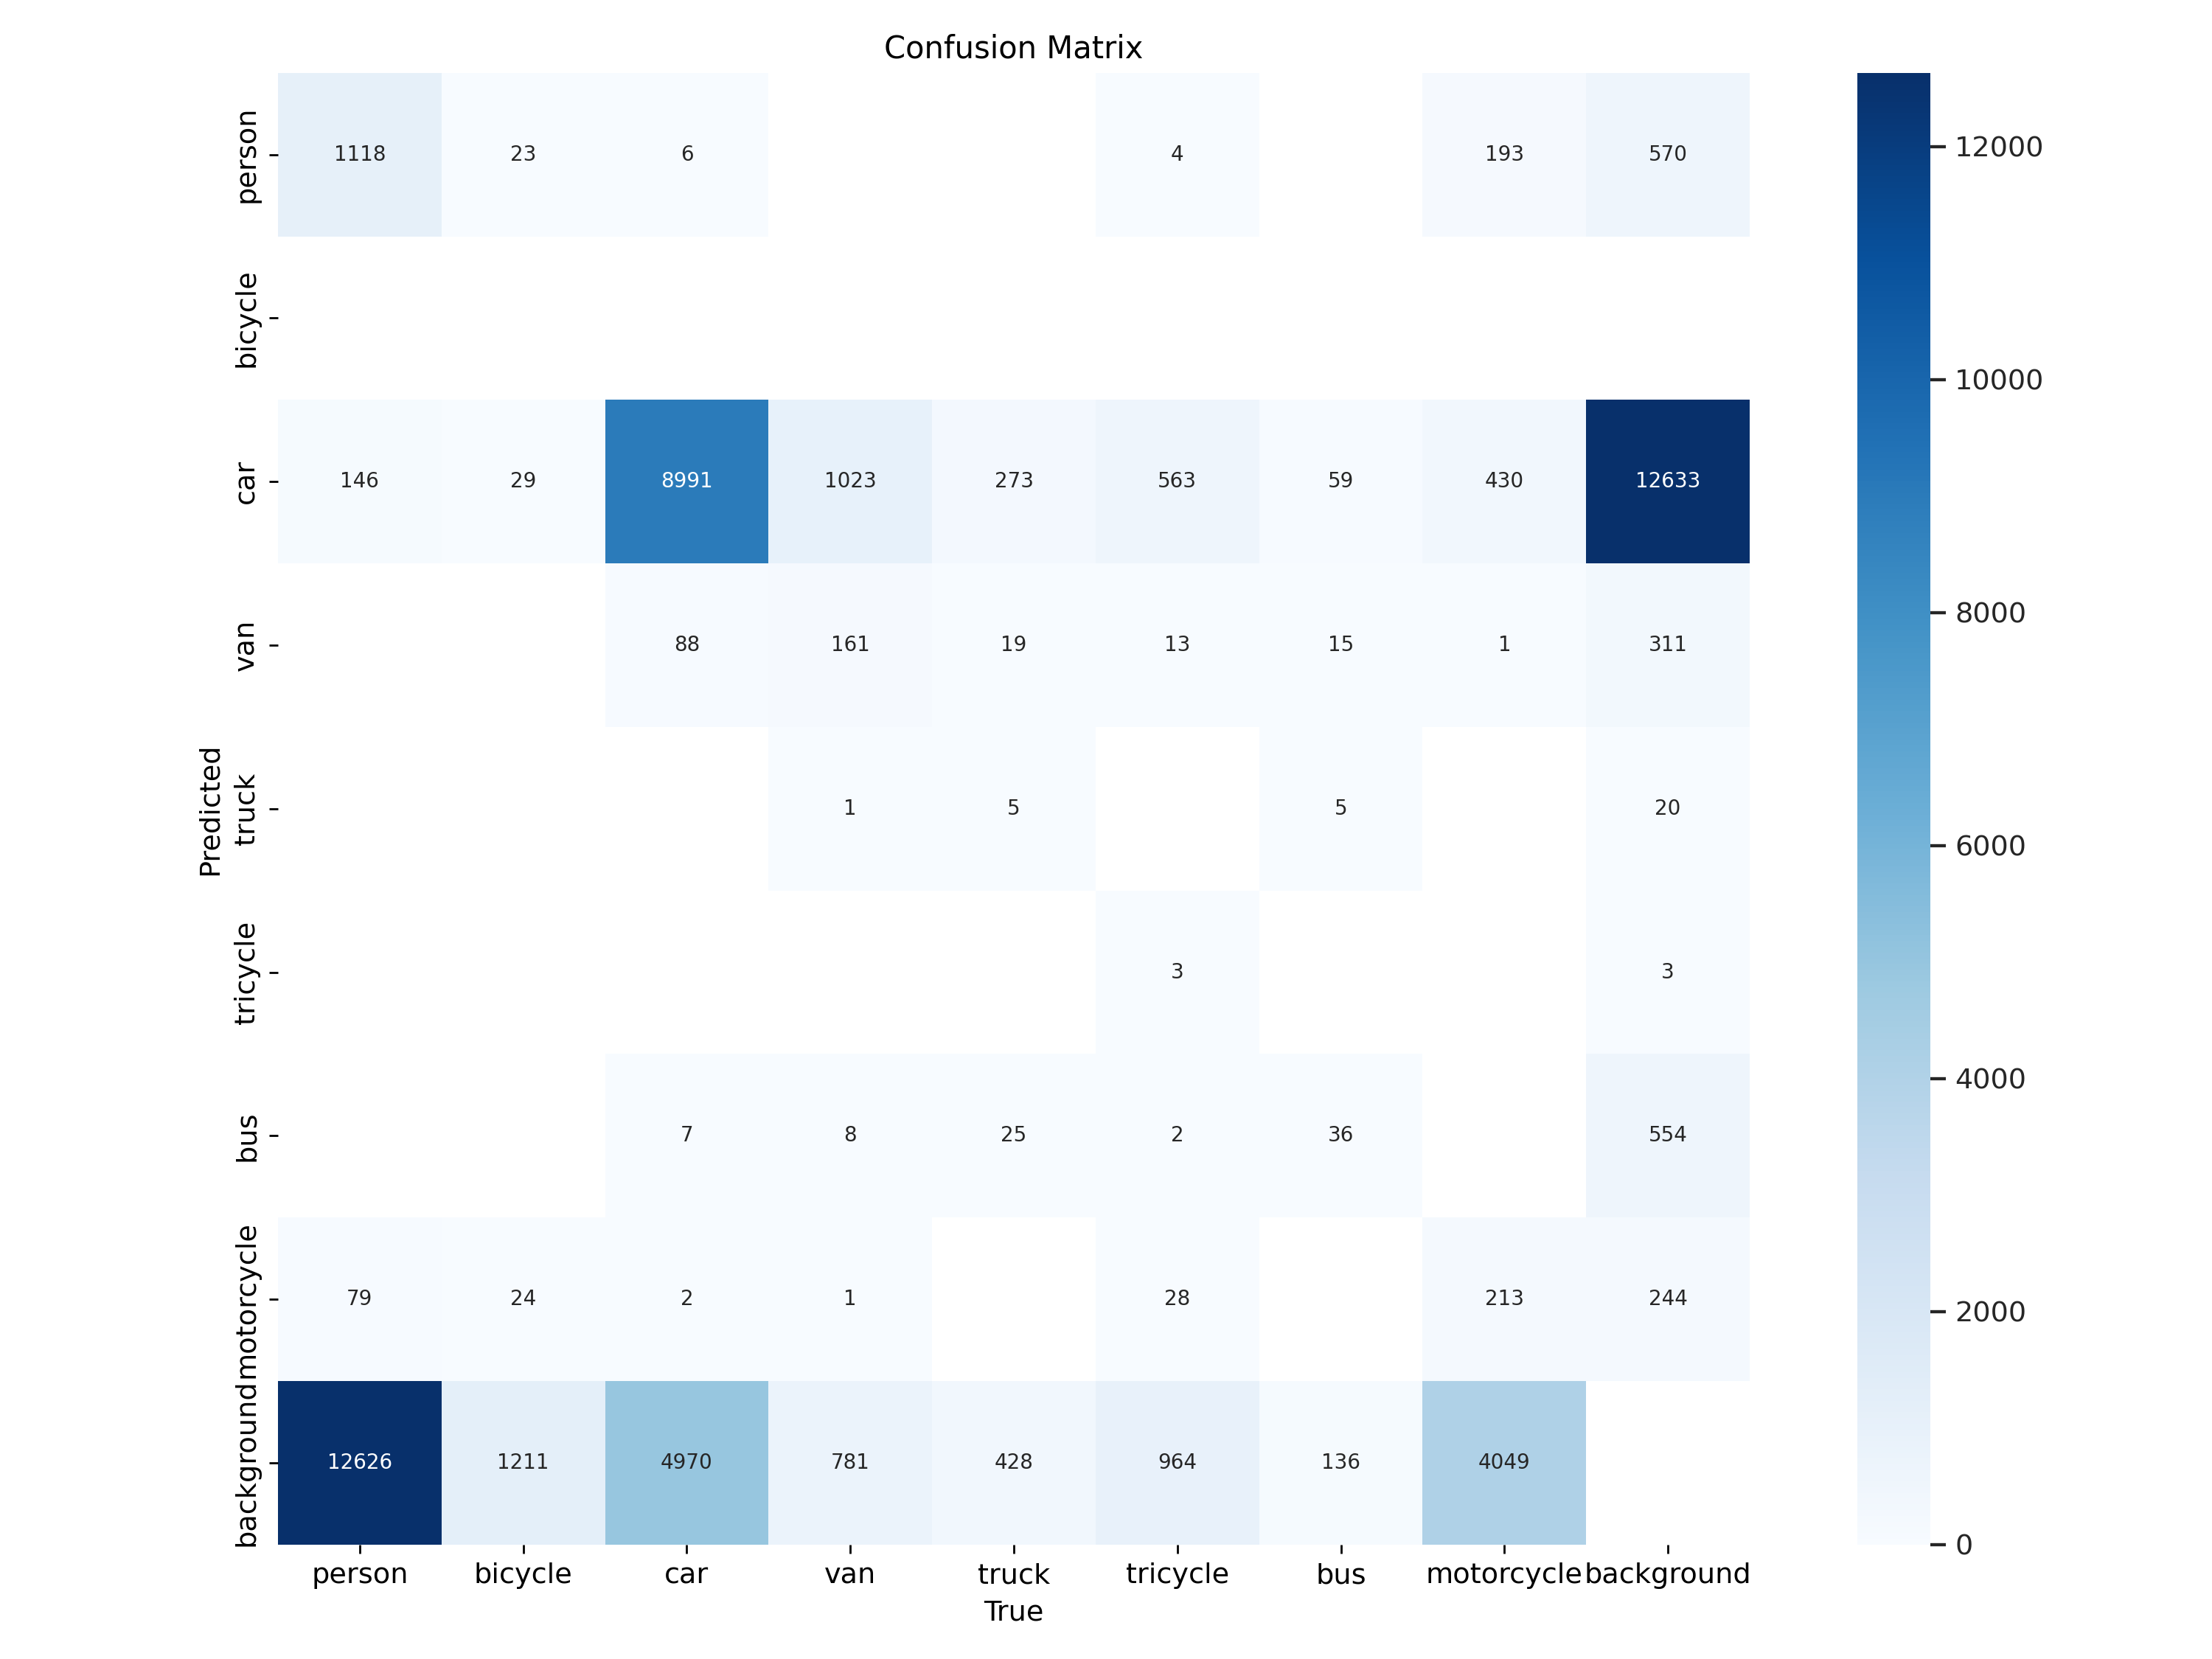 Confusion Matrix
person
1118 23 6 4 193 570
bicycle
car
146 29 8991 1023 273 563 59 430 12633
van
88 161 19 13 15 1 311
truck
1 5 5 20
tricycle
3 3
bus
7 8 25 2 36 554
motorcycle
79 24 2 1 28 213 244
background
12626 1211 4970 781 428 964 136 4049
Predicted
person bicycle car van truck tricycle bus motorcycle background
True
12000
10000
8000
6000
4000
2000
0